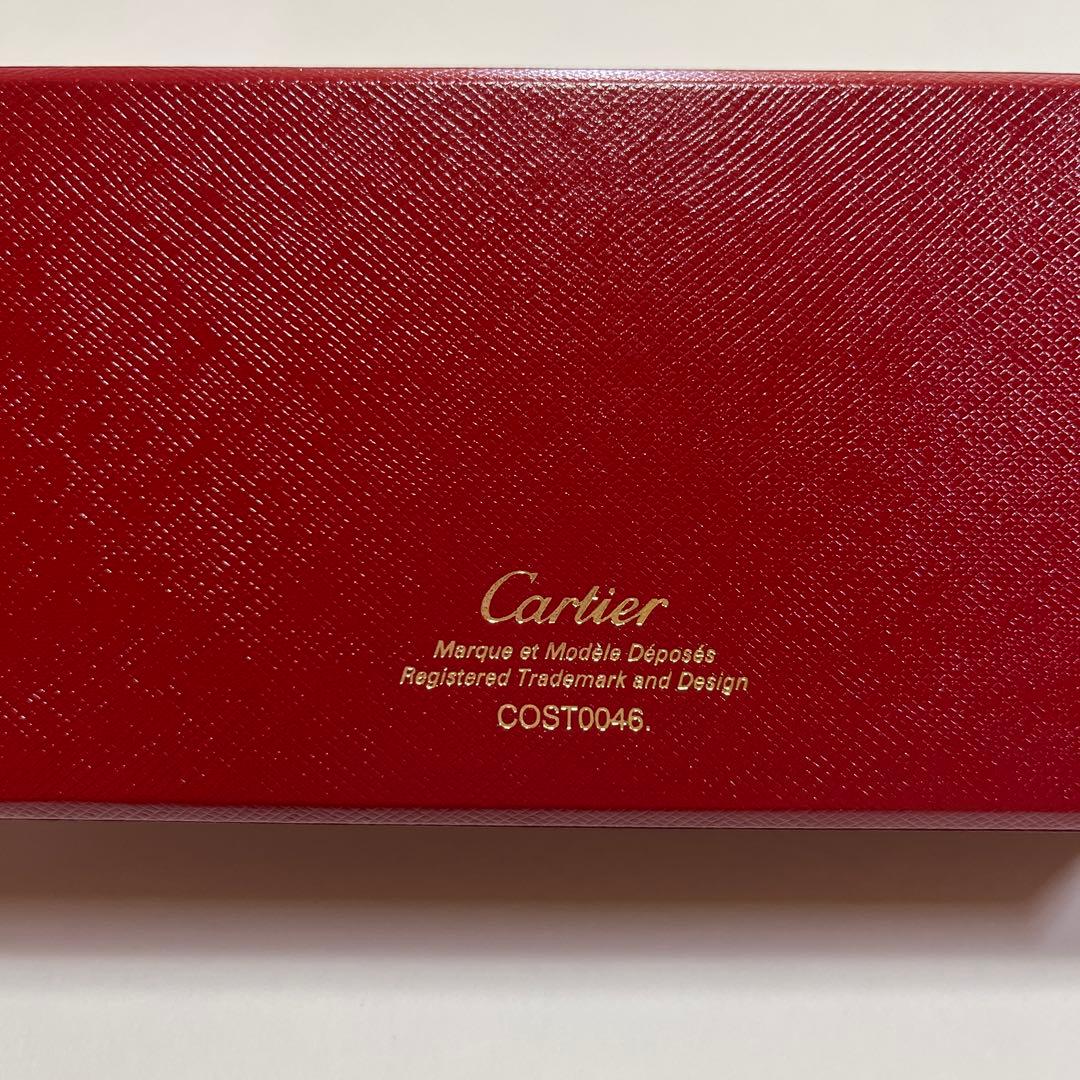 Cartier
Marque et Modèle Déposés
Registered Trademark and Design
COST0046.